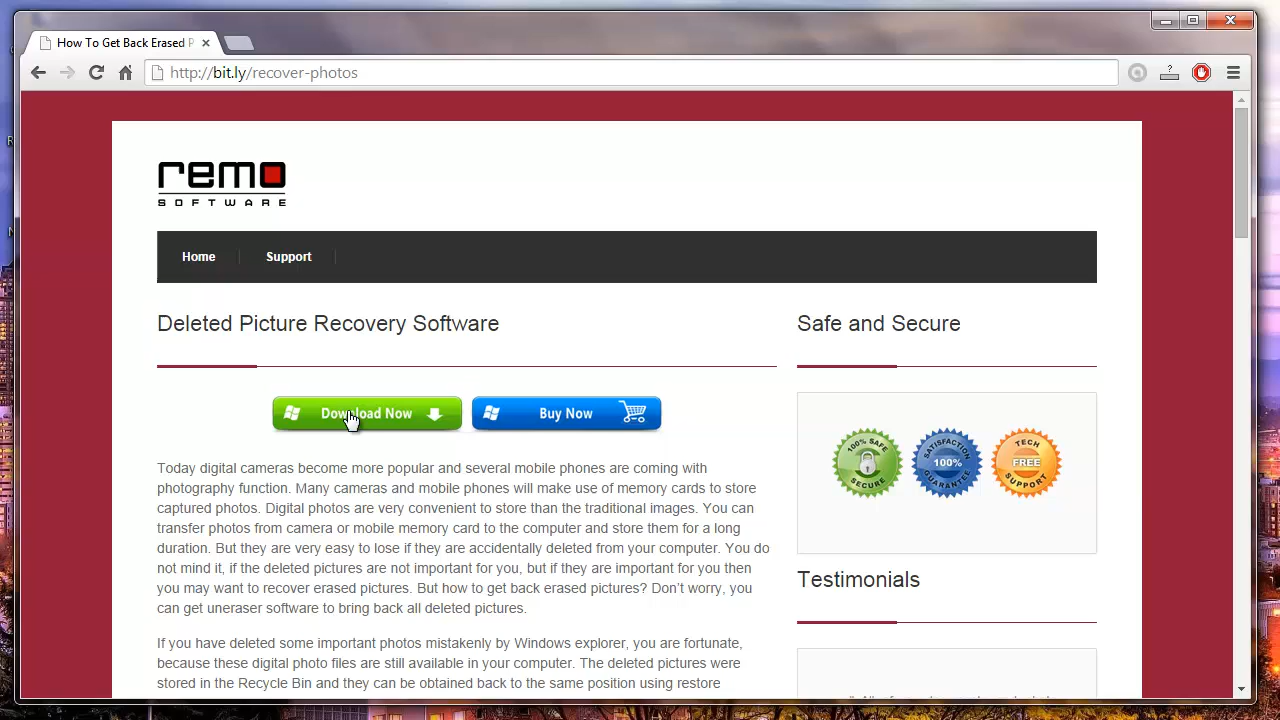 How To Get Back Erased P
http://bit.ly/recover-photos
remo
SOFTWARE
Home
Support
Deleted Picture Recovery Software
Safe and Secure
Download Now
Buy Now
100% SAFE SECURE
SATISFACTION 100% GUARANTEE
TECH FREE SUPPORT
Today digital cameras become more popular and several mobile phones are coming with
photography function. Many cameras and mobile phones will make use of memory cards to store
captured photos. Digital photos are very convenient to store than the traditional images. You can
transfer photos from camera or mobile memory card to the computer and store them for a long
duration. But they are very easy to lose if they are accidentally deleted from your computer. You do
not mind it, if the deleted pictures are not important for you, but if they are important for you then
you may want to recover erased pictures. But how to get back erased pictures? Don't worry, you
can get uneraser software to bring back all deleted pictures.
Testimonials
If you have deleted some important photos mistakenly by Windows explorer, you are fortunate,
because these digital photo files are still available in your computer. The deleted pictures were
stored in the Recycle Bin and they can be obtained back to the same position using restore